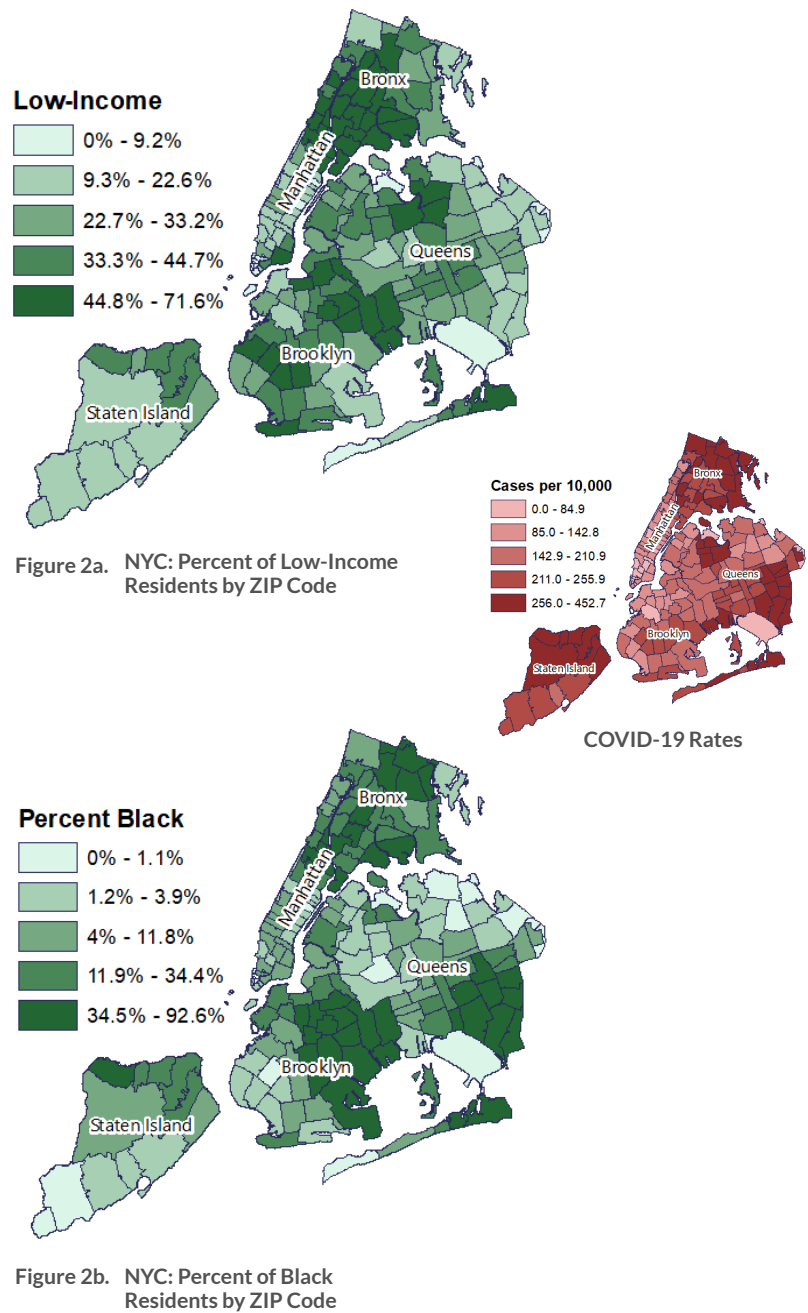 Bronx
Low-Income
0% - 9.2%
9.3% - 22.6%
22.7% - 33.2%
33.3% - 44.7%
44.8% - 71.6%
Manhattan
Queens
Brooklyn
Staten Island
Figure 2a. NYC: Percent of Low-Income
Residents by ZIP Code
Cases per 10,000
0.0 - 84.9
85.0 - 142.8
142.9 - 210.9
211.0 - 255.9
256.0 - 452.7
Bronx
Manhattan
Queens
Brooklyn
Staten Island
COVID-19 Rates
Bronx
Percent Black
0% - 1.1%
1.2% - 3.9%
4% - 11.8%
11.9% - 34.4%
34.5% - 92.6%
Manhattan
Queens
Brooklyn
Staten Island
Figure 2b. NYC: Percent of Black
Residents by ZIP Code